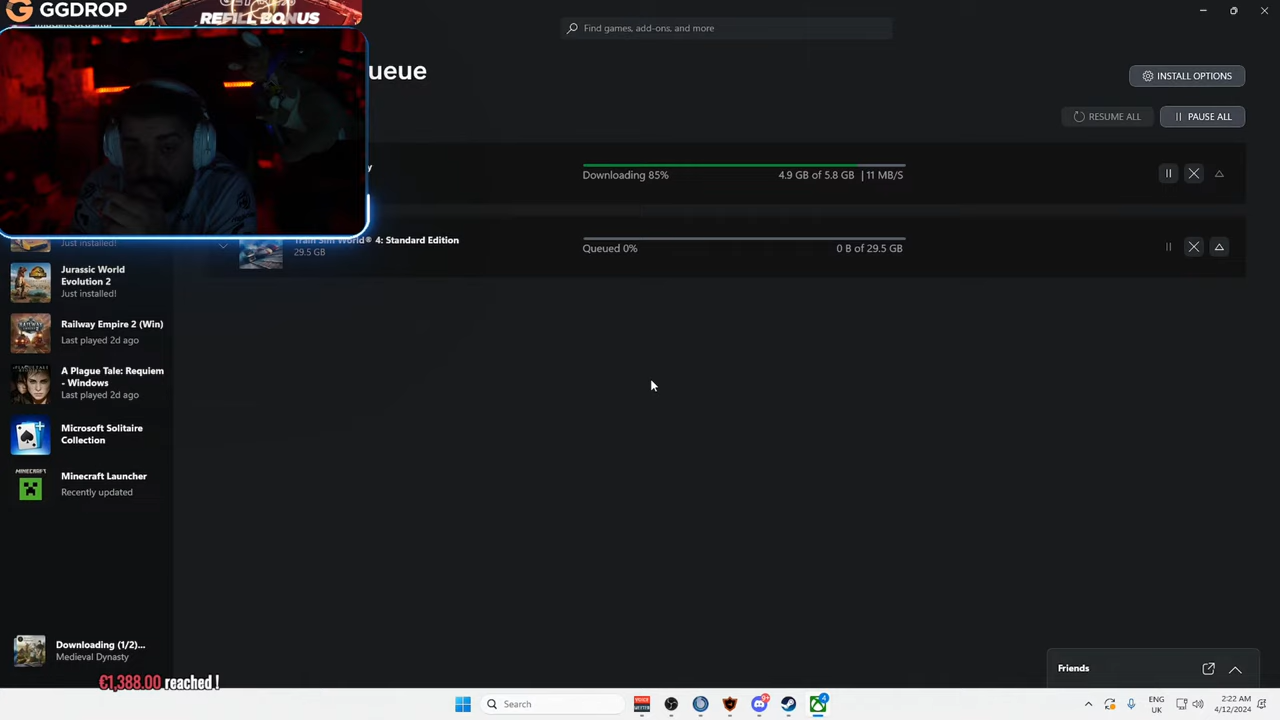 GGDROP
REFILL BONUS
Find games, add-ons, and more
ueue
INSTALL OPTIONS
RESUME ALL
PAUSE ALL
y
Downloading 85%
4.9 GB of 5.8 GB | 11 MB/S
Train Sim World® 4: Standard Edition
29.5 GB
Queued 0%
0 B of 29.5 GB
Just installed!
Jurassic World
Evolution 2
Just installed!
Railway Empire 2 (Win)
Last played 2d ago
A Plague Tale: Requiem
- Windows
Last played 2d ago
Microsoft Solitaire
Collection
MINECRAFT
Minecraft Launcher
Recently updated
Downloading (1/2)...
Medieval Dynasty
€1,388.00 reached !
Friends
Search
9+
4
ENG
UK
2:22 AM
4/12/2024